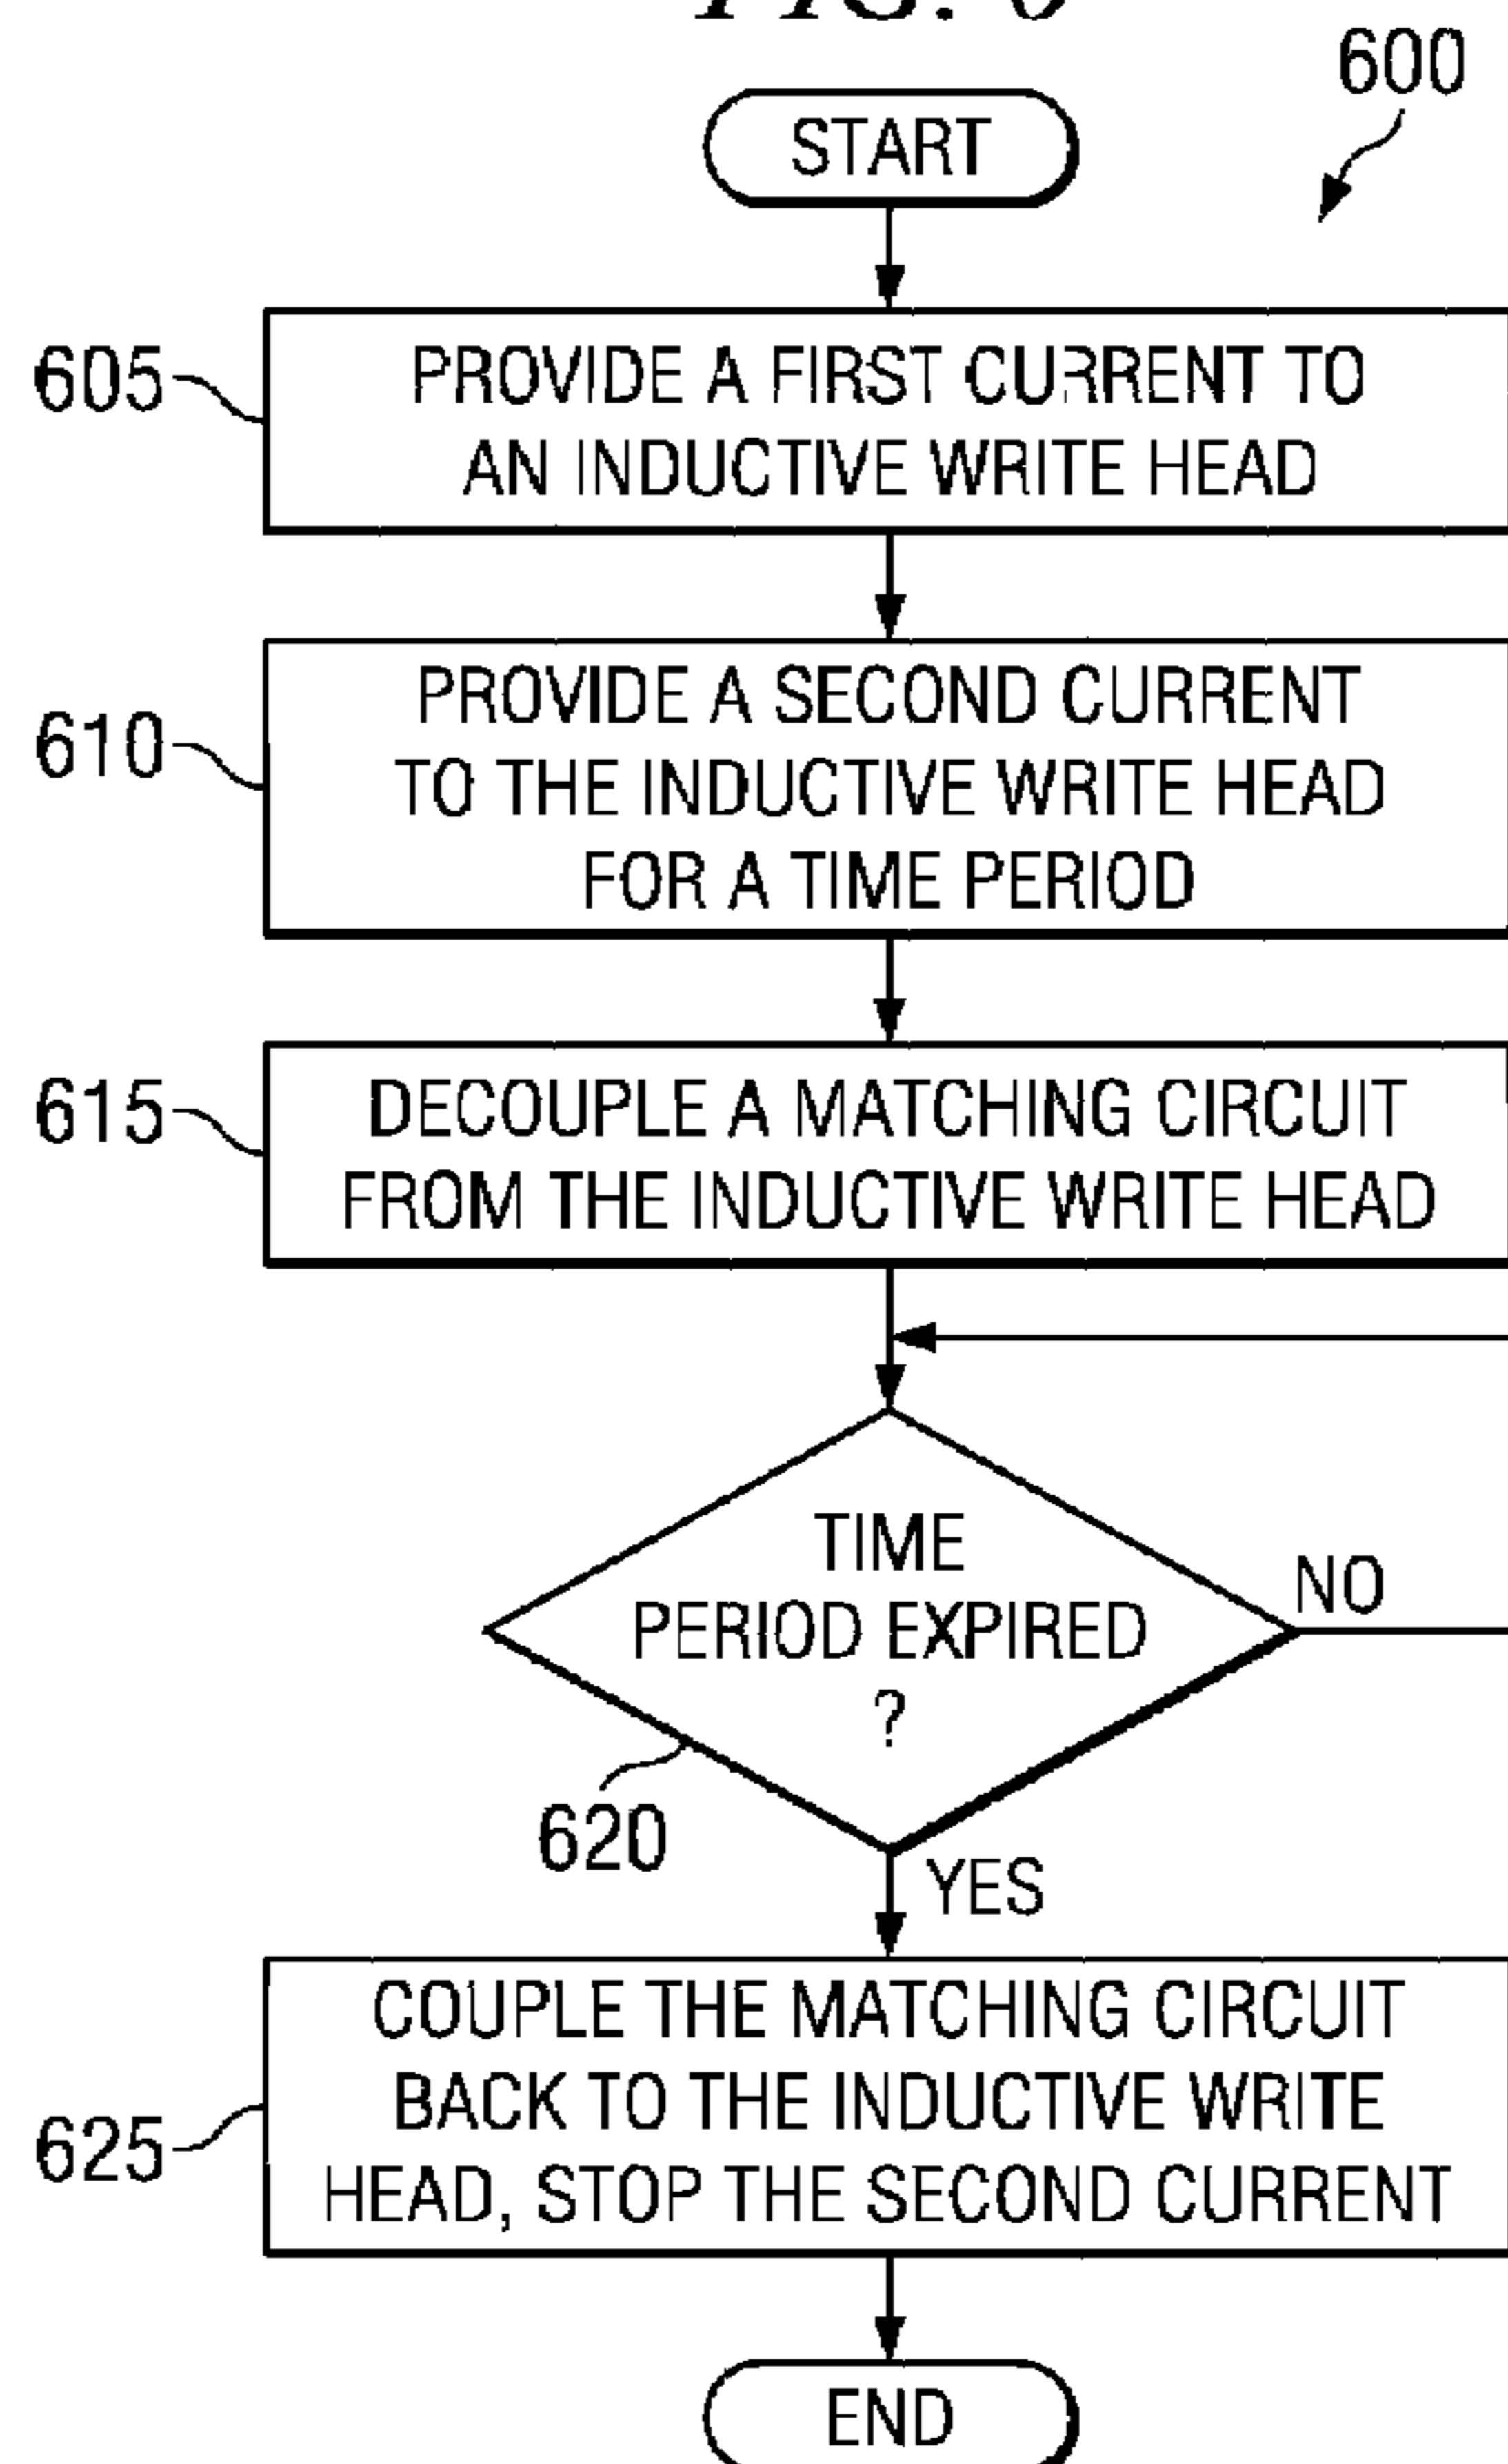 FIG. 6
600
START
605
PROVIDE A FIRST CURRENT TO
AN INDUCTIVE WRITE HEAD
610
PROVIDE A SECOND CURRENT
TO THE INDUCTIVE WRITE HEAD
FOR A TIME PERIOD
615
DECOUPLE A MATCHING CIRCUIT
FROM THE INDUCTIVE WRITE HEAD
TIME
PERIOD EXPIRED
?
NO
620
YES
COUPLE THE MATCHING CIRCUIT
BACK TO THE INDUCTIVE WRITE
HEAD, STOP THE SECOND CURRENT
625
END